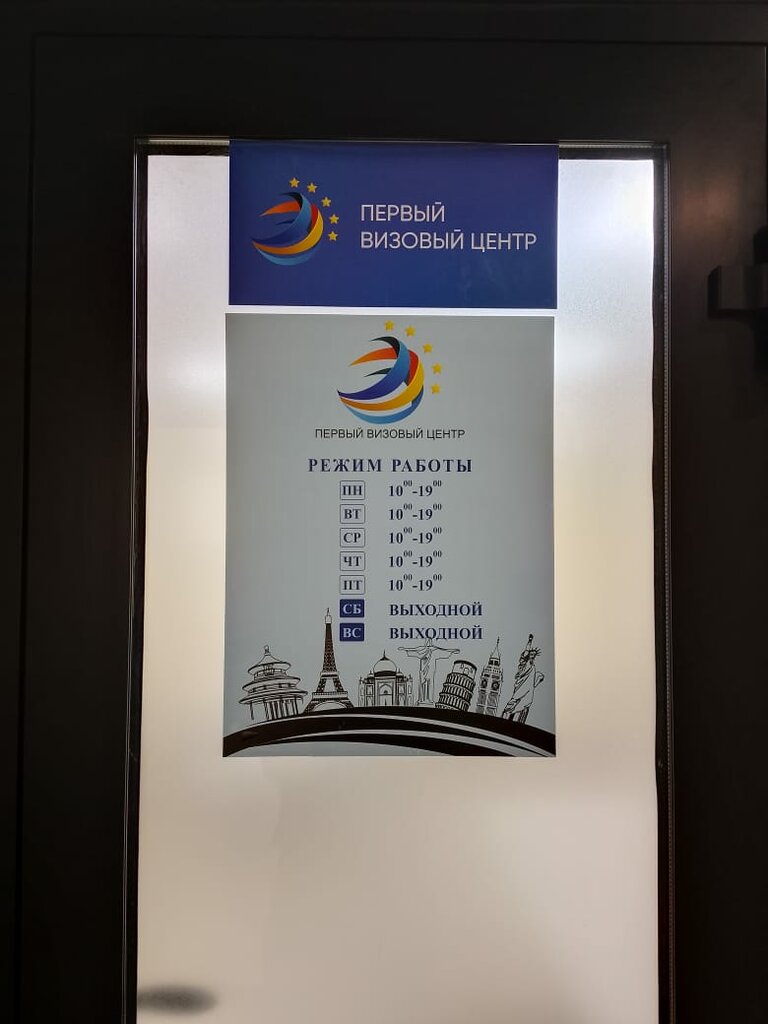 ПЕРВЫЙ
ВИЗОВЫЙ ЦЕНТР
ПЕРВЫЙ ВИЗОВЫЙ ЦЕНТР
РЕЖИМ РАБОТЫ
ПН 10⁰⁰-19⁰⁰
ВТ 10⁰⁰-19⁰⁰
СР 10⁰⁰-19⁰⁰
ЧТ 10⁰⁰-19⁰⁰
ПТ 10⁰⁰-19⁰⁰
СБ ВЫХОДНОЙ
ВС ВЫХОДНОЙ